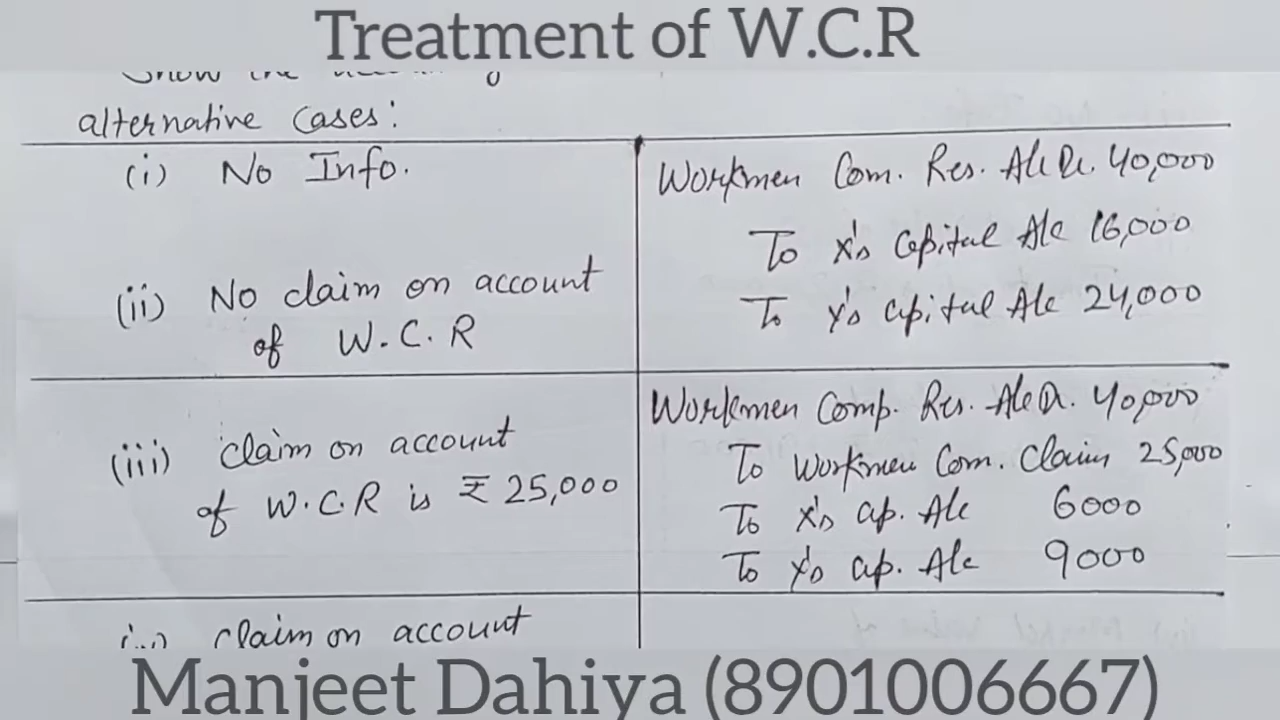 Treatment of W.C.R
Show the
alternative cases:
(i) No Info.
Workmen Com. Res. A/c Dr. 40,000
To X's Capital A/c 16,000
(ii) No claim on account
of W.C.R
To Y's Capital A/c 24,000
Workmen Comp. Res. A/c Dr. 40,000
(iii) claim on account
of W.C.R is ₹ 25,000
To Workmen Com. Claim 25,000
To X's Cap. A/c 6000
To Y's Cap. A/c 9000
claim on account
Manjeet Dahiya (8901006667)